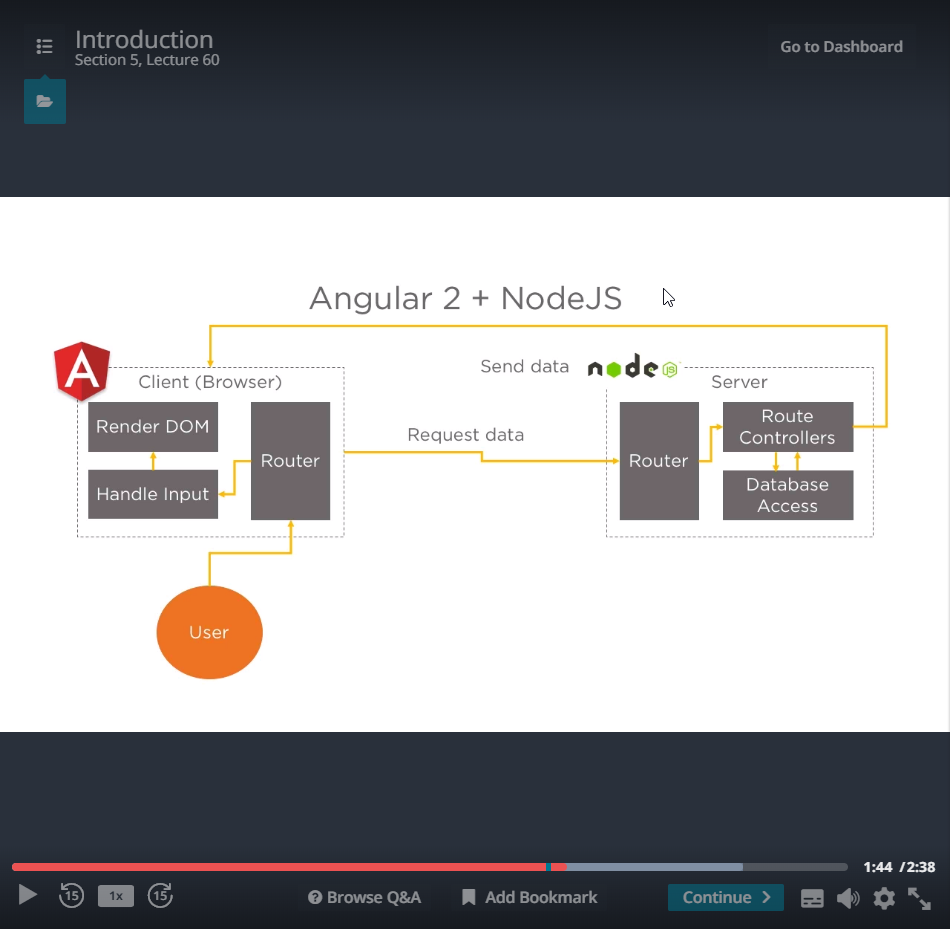 Introduction
Section 5, Lecture 60
Go to Dashboard
Angular 2 + NodeJS
A
Client (Browser)
Send data
node JS
Server
Render DOM
Handle Input
Router
Request data
Router
Route
Controllers
Database
Access
User
1:44 /2:38
15
1x
15
? Browse Q&A
Add Bookmark
Continue